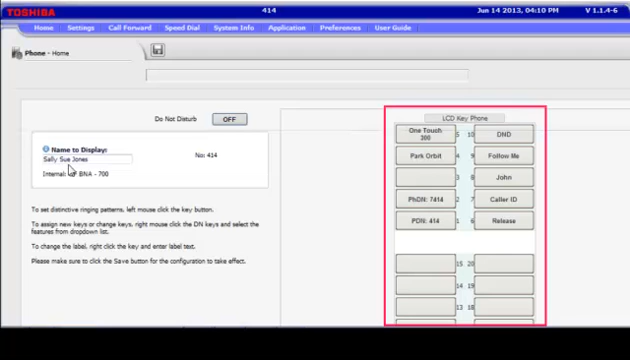 TOSHIBA 414 Jun 14 2013, 04:10 PM V 1.1.4-6
Home Settings Call Forward Speed Dial System Info Application Preferences User Guide
Phone - Home
Do Not Disturb OFF
Name to Display:
Sally Sue Jones
No: 414
Internal: BNA - 700
To set distinctive ringing patterns, left mouse click the key button.
To assign new keys or change keys, right mouse click the DN keys and select the
features from dropdown list.
To change the label, right click the key and enter label text.
Please make sure to click the Save button for the configuration to take effect.
LCD Key Phone
One Touch
300
5 10 DND
Park Orbit 4 9 Follow Me
3 8 John
PhDN: 7414 2 7 Caller ID
PDN: 414 1 6 Release
15 20
14 19
13 18